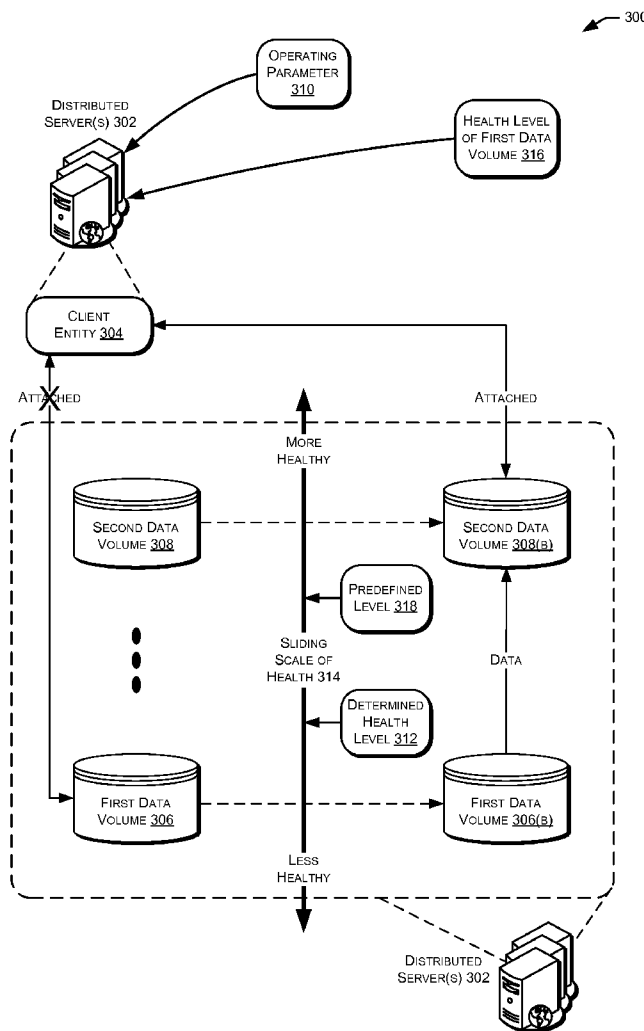 300
OPERATING
PARAMETER
310
DISTRIBUTED
SERVER(S) 302
HEALTH LEVEL
OF FIRST DATA
VOLUME 316
CLIENT
ENTITY 304
ATTACHED
ATTACHED
MORE
HEALTHY
SECOND DATA
VOLUME 308
SECOND DATA
VOLUME 308(B)
PREDEFINED
LEVEL 318
SLIDING
SCALE OF
HEALTH 314
DATA
DETERMINED
HEALTH
LEVEL 312
FIRST DATA
VOLUME 306
FIRST DATA
VOLUME 306(B)
LESS
HEALTHY
DISTRIBUTED
SERVER(S) 302